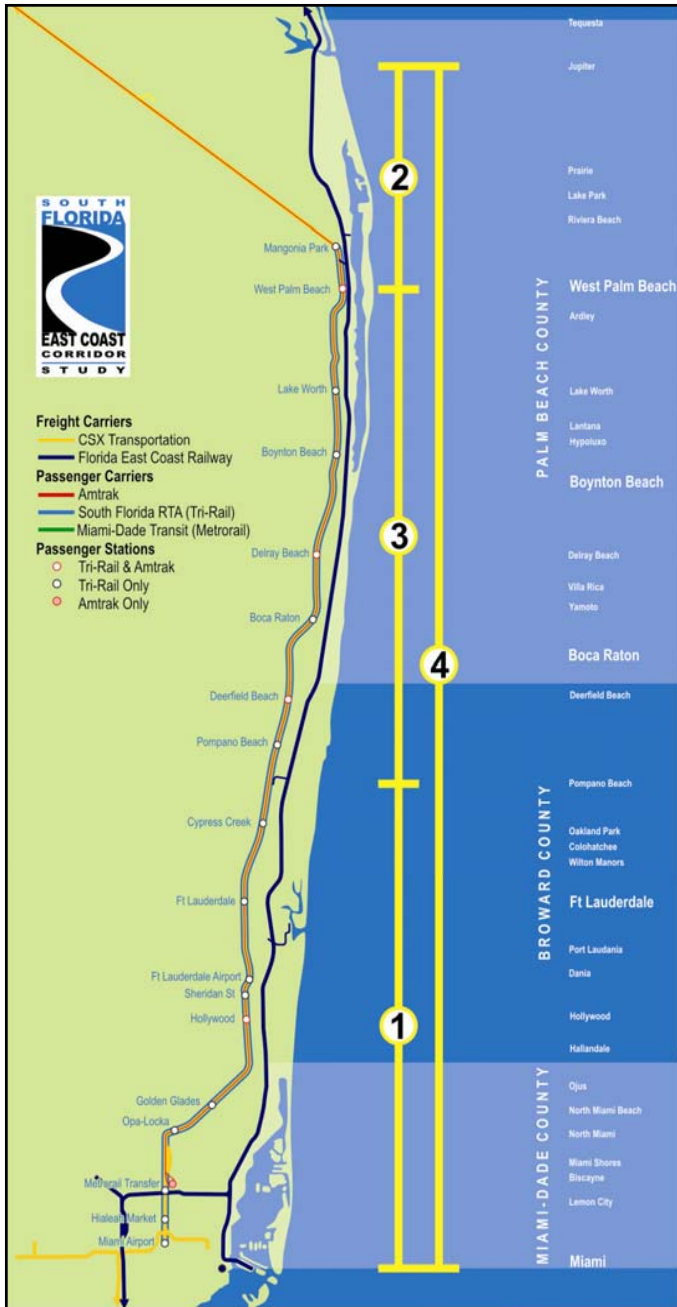 SOUTH
FLORIDA
EAST COAST
CORRIDOR
STUDY
Freight Carriers
CSX Transportation
Florida East Coast Railway
Passenger Carriers
Amtrak
South Florida RTA (Tri-Rail)
Miami-Dade Transit (Metrorail)
Passenger Stations
Tri-Rail & Amtrak
Tri-Rail Only
Amtrak Only
Mangonia Park
West Palm Beach
Lake Worth
Boynton Beach
Delray Beach
Boca Raton
Deerfield Beach
Pompano Beach
Cypress Creek
Ft Lauderdale
Ft Lauderdale Airport
Sheridan St
Hollywood
Golden Glades
Opa-Locka
Metrorail Transfer
Hialeah Market
Miami Airport
2
3
4
1
PALM BEACH COUNTY
BROWARD COUNTY
MIAMI-DADE COUNTY
Tequesta
Jupiter
Prairie
Lake Park
Riviera Beach
West Palm Beach
Ardley
Lake Worth
Lantana
Hypoluxo
Boynton Beach
Delray Beach
Villa Rica
Yamoto
Boca Raton
Deerfield Beach
Pompano Beach
Oakland Park
Colohatchee
Wilton Manors
Ft Lauderdale
Port Laudania
Dania
Hollywood
Hallandale
Ojus
North Miami Beach
North Miami
Miami Shores
Biscayne
Lemon City
Miami